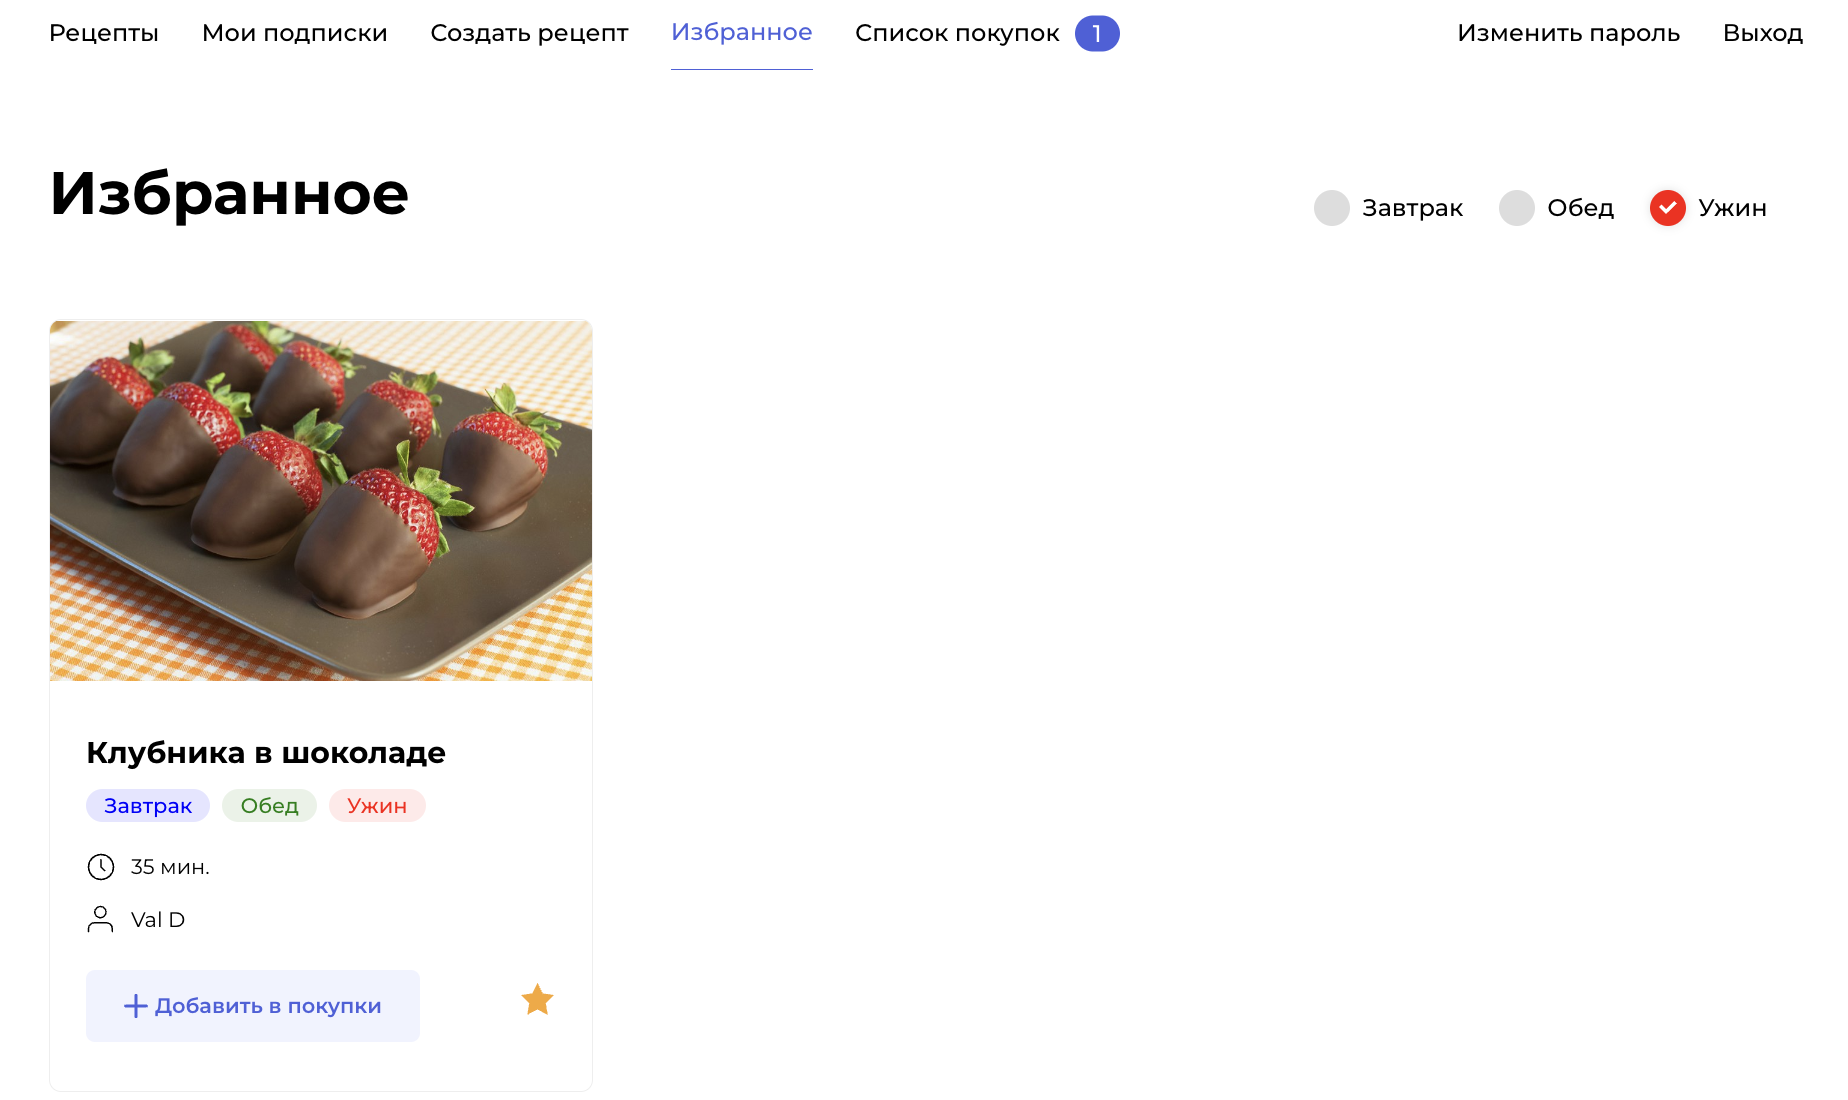 Рецепты Мои подписки Создать рецепт Избранное Список покупок 1 Изменить пароль Выход
Избранное
Завтрак Обед Ужин
Клубника в шоколаде
Завтрак Обед Ужин
35 мин.
Val D
Добавить в покупки